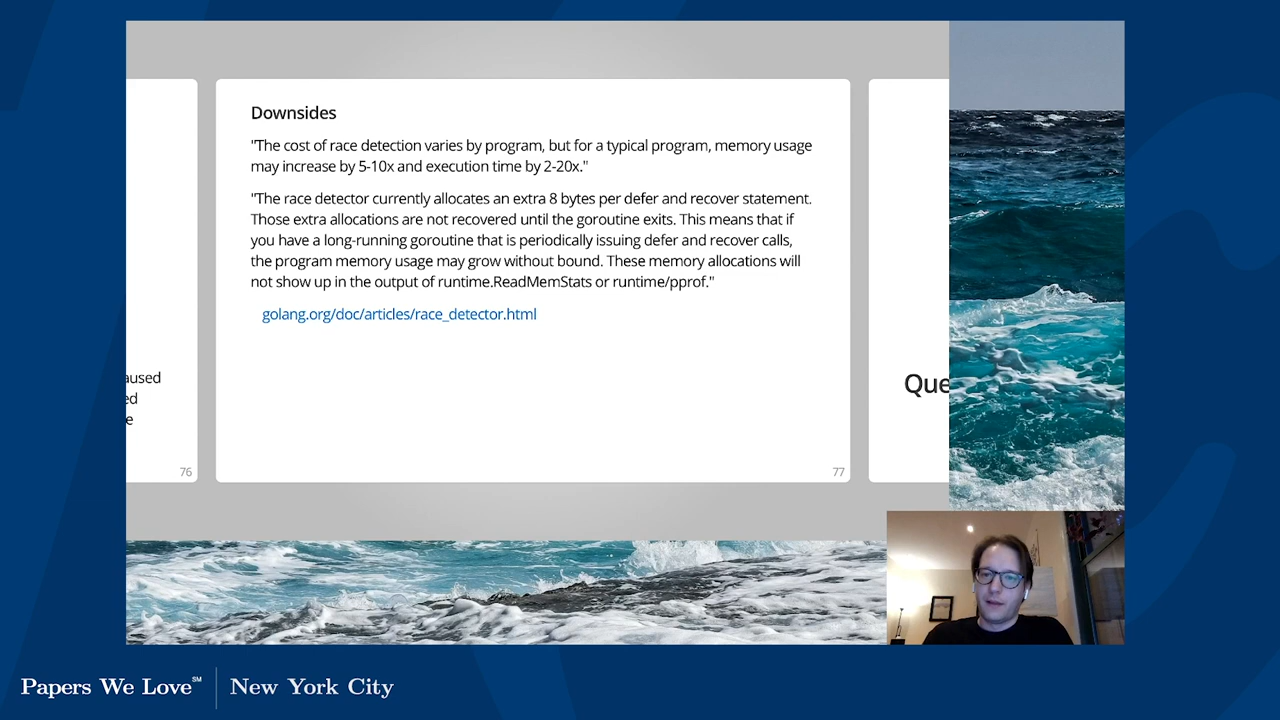 Downsides
"The cost of race detection varies by program, but for a typical program, memory usage
may increase by 5-10x and execution time by 2-20x."
"The race detector currently allocates an extra 8 bytes per defer and recover statement.
Those extra allocations are not recovered until the goroutine exits. This means that if
you have a long-running goroutine that is periodically issuing defer and recover calls,
the program memory usage may grow without bound. These memory allocations will
not show up in the output of runtime.ReadMemStats or runtime/pprof."
golang.org/doc/articles/race_detector.html
aused
ed
e
76
77
Que
Papers We Love℠
New York City